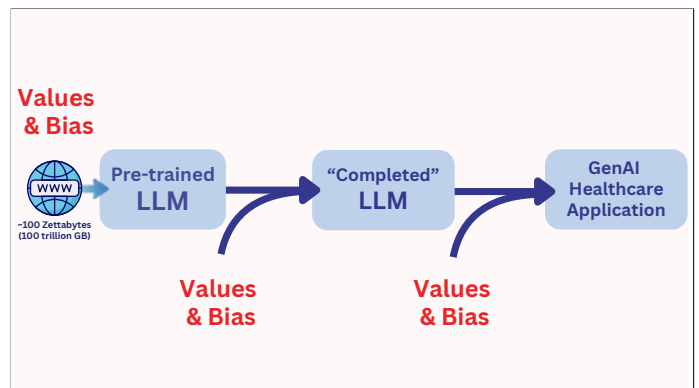 Values
& Bias
WWW
~100 Zettabytes
(100 trillion GB)
Pre-trained
LLM
“Completed”
LLM
GenAI
Healthcare
Application
Values
& Bias
Values
& Bias